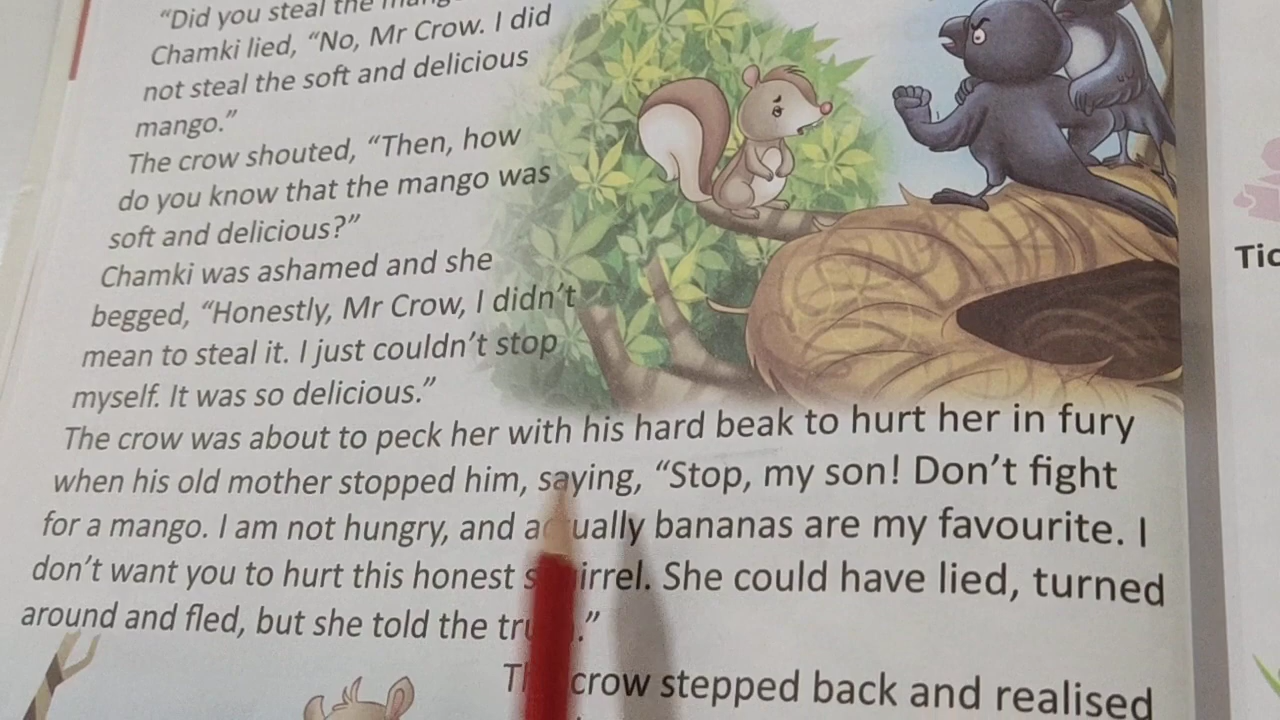 “Did you steal the mang
Chamki lied, “No, Mr Crow. I did
not steal the soft and delicious
mango.”
The crow shouted, “Then, how
do you know that the mango was
soft and delicious?”
Chamki was ashamed and she
begged, “Honestly, Mr Crow, I didn’t
mean to steal it. I just couldn’t stop
myself. It was so delicious.”
The crow was about to peck her with his hard beak to hurt her in fury
when his old mother stopped him, saying, “Stop, my son! Don’t fight
for a mango. I am not hungry, and actually bananas are my favourite. I
don’t want you to hurt this honest squirrel. She could have lied, turned
around and fled, but she told the truth.”
The crow stepped back and realised
Tic